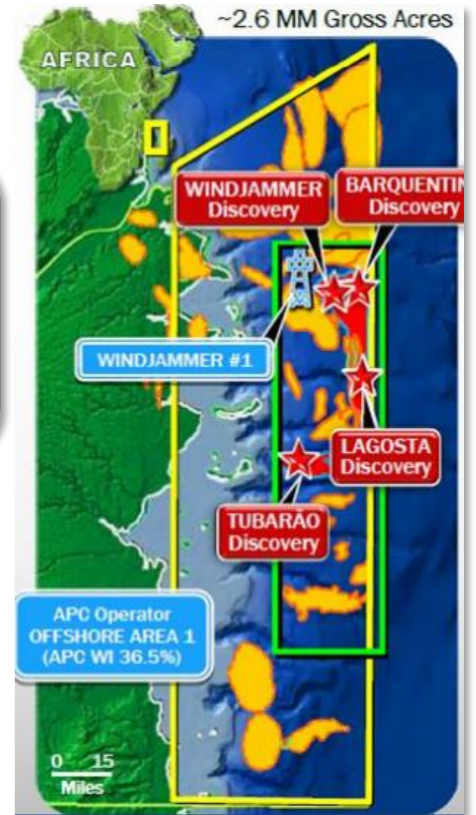 ~2.6 MM Gross Acres
AFRICA
WINDJAMMER
Discovery
BARQUENTIN
Discovery
WINDJAMMER #1
LAGOSTA
Discovery
TUBARÃO
Discovery
APC Operator
OFFSHORE AREA 1
(APC WI 36.5%)
0 15
Miles